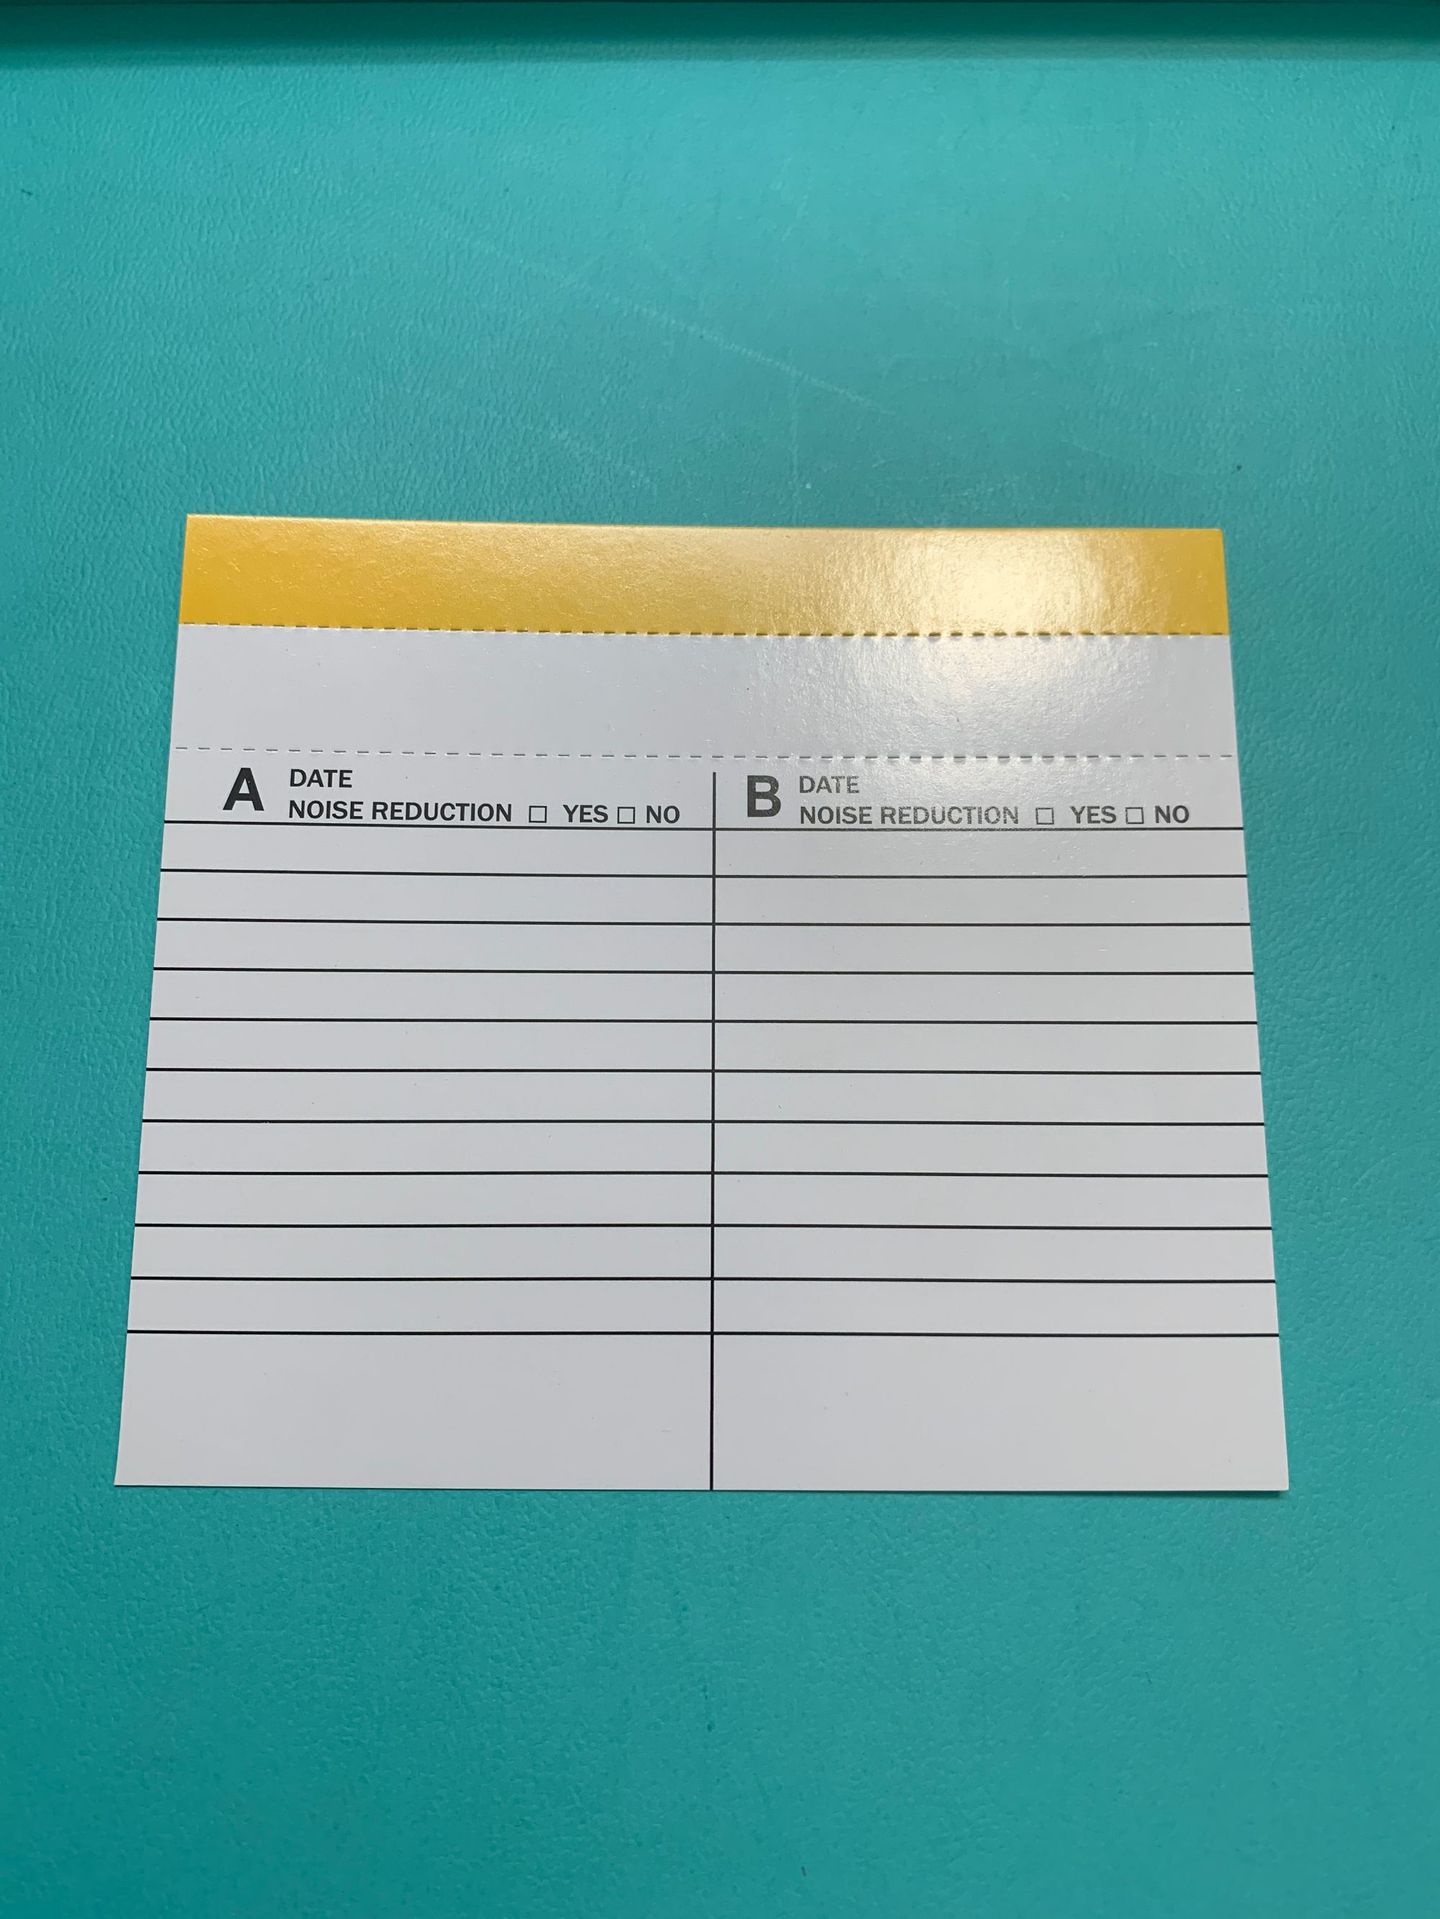 A DATE
NOISE REDUCTION □ YES □ NO
B DATE
NOISE REDUCTION □ YES □ NO